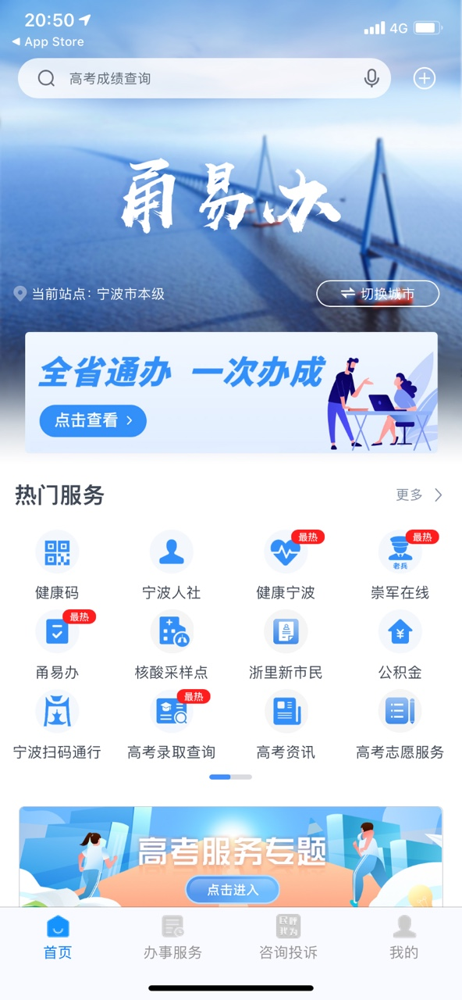 20:50
4G
App Store
高考成绩查询
甬易办
当前站点：宁波市本级
切换城市
全省通办 一次办成
点击查看
热门服务
更多
最热
最热
老兵
健康码
宁波人社
健康宁波
崇军在线
最热
甬易办
核酸采样点
浙里新市民
公积金
最热
宁波扫码通行
高考录取查询
高考资讯
高考志愿服务
高考服务专题
点击进入
民呼
我为
首页
办事服务
咨询投诉
我的